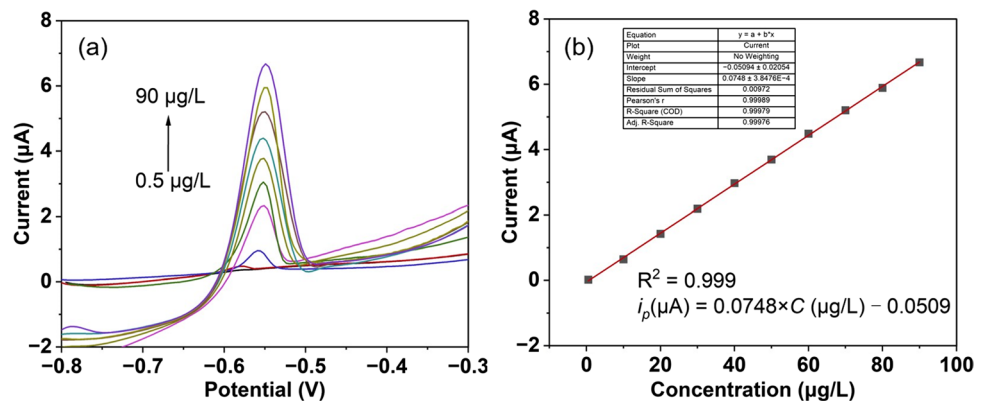 (a)
90 µg/L
0.5 µg/L
Current (µA)
8
6
4
2
0
−2
−0.8 −0.7 −0.6 −0.5 −0.4 −0.3
Potential (V)
(b)
Equation y = a + b*x
Plot Current
Weight No Weighting
Intercept −0.05094 ± 0.02054
Slope 0.0748 ± 3.8476E−4
Residual Sum of Squares 0.00972
Pearson's r 0.99989
R-Square (COD) 0.99979
Adj. R-Square 0.99976
R² = 0.999
iₚ(µA) = 0.0748×C (µg/L) − 0.0509
Current (µA)
8
6
4
2
0
−2
0 20 40 60 80 100
Concentration (µg/L)